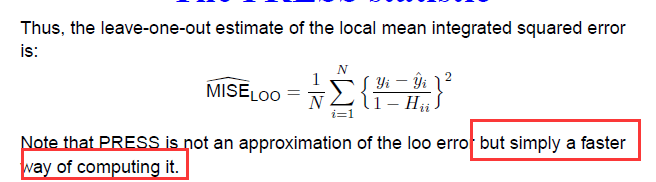 The PRESS statistic
Thus, the leave-one-out estimate of the local mean integrated squared error
is:
\widehat{MISE}_{LOO} = \frac{1}{N} \sum_{i=1}^{N} \left\{ \frac{y_i - \hat{y}_i}{1 - H_{ii}} \right\}^2
Note that PRESS is not an approximation of the loo error but simply a faster
way of computing it.